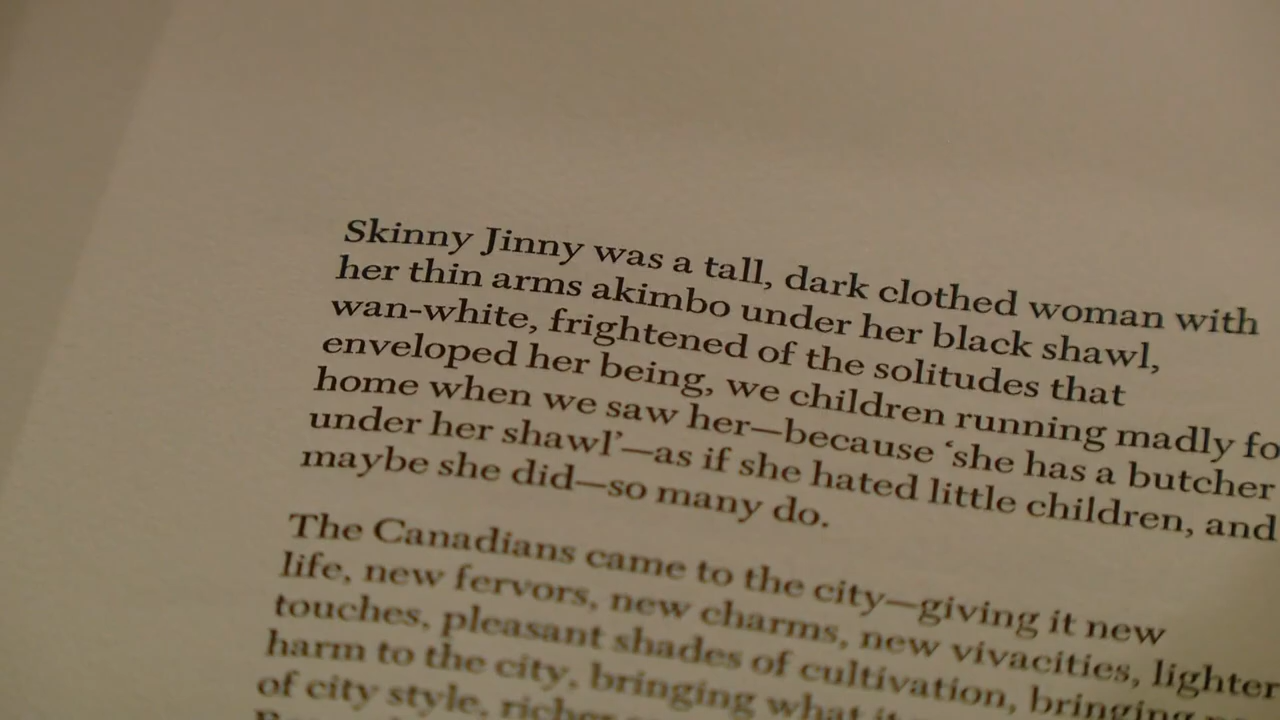 Skinny Jinny was a tall, dark clothed woman with
her thin arms akimbo under her black shawl,
wan-white, frightened of the solitudes that
enveloped her being, we children running madly fo
home when we saw her—because ‘she has a butcher
under her shawl’—as if she hated little children, and
maybe she did—so many do.
The Canadians came to the city—giving it new
life, new fervors, new charms, new vivacities, lighter
touches, pleasant shades of cultivation, bringing
harm to the city, bringing what it
of city style, riches